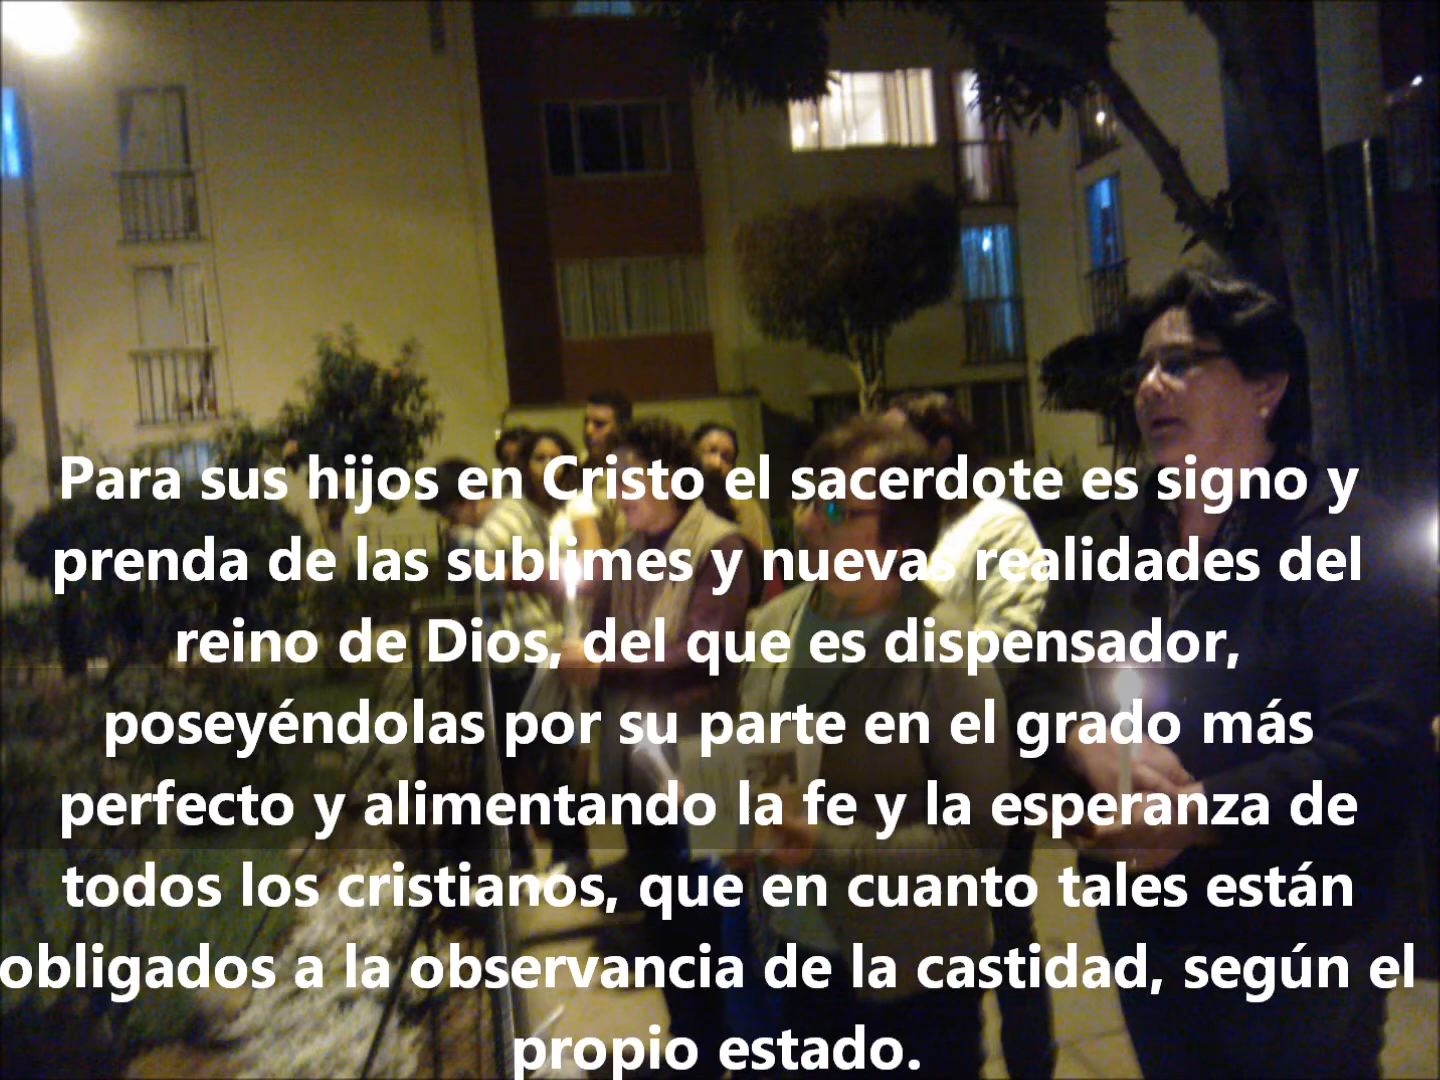 Para sus hijos en Cristo el sacerdote es signo y
prenda de las sublimes y nuevas realidades del
reino de Dios, del que es dispensador,
poseyéndolas por su parte en el grado más
perfecto y alimentando la fe y la esperanza de
todos los cristianos, que en cuanto tales están
obligados a la observancia de la castidad, según el
propio estado.